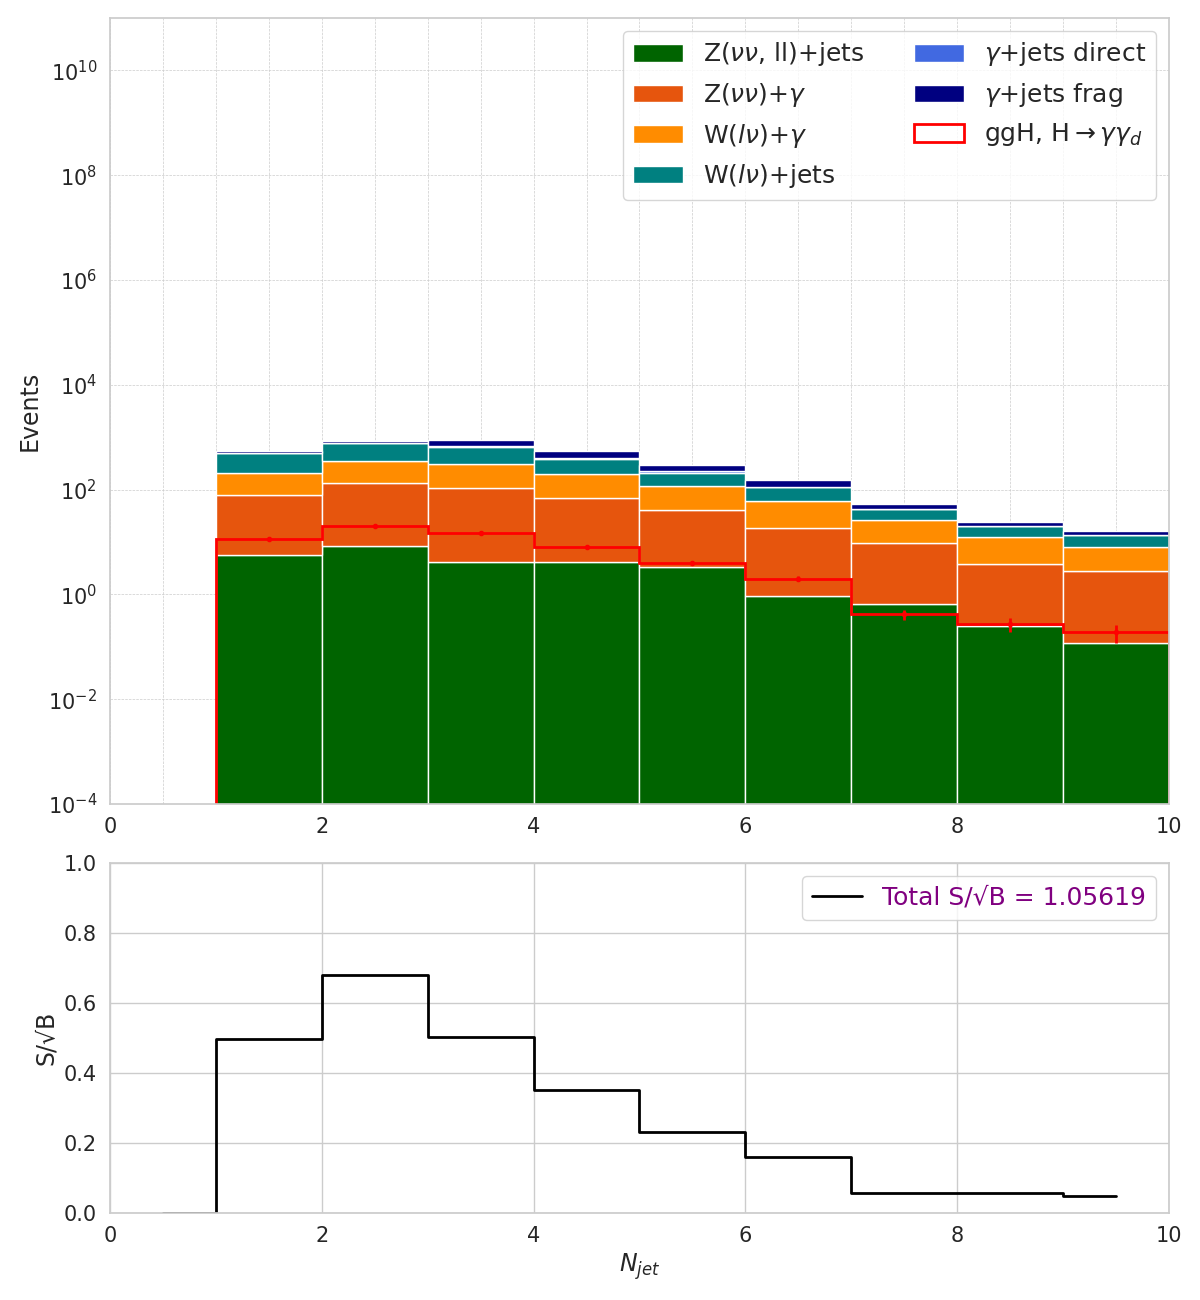 Z(νν, ll)+jets
Z(νν)+γ
W(lν)+γ
W(lν)+jets
γ+jets direct
γ+jets frag
ggH, H→γγ_d
Events
10^10
10^8
10^6
10^4
10^2
10^0
10^−2
10^−4
0 2 4 6 8 10
Total S/√B = 1.05619
S/√B
1.0
0.8
0.6
0.4
0.2
0.0
0 2 4 6 8 10
N_jet